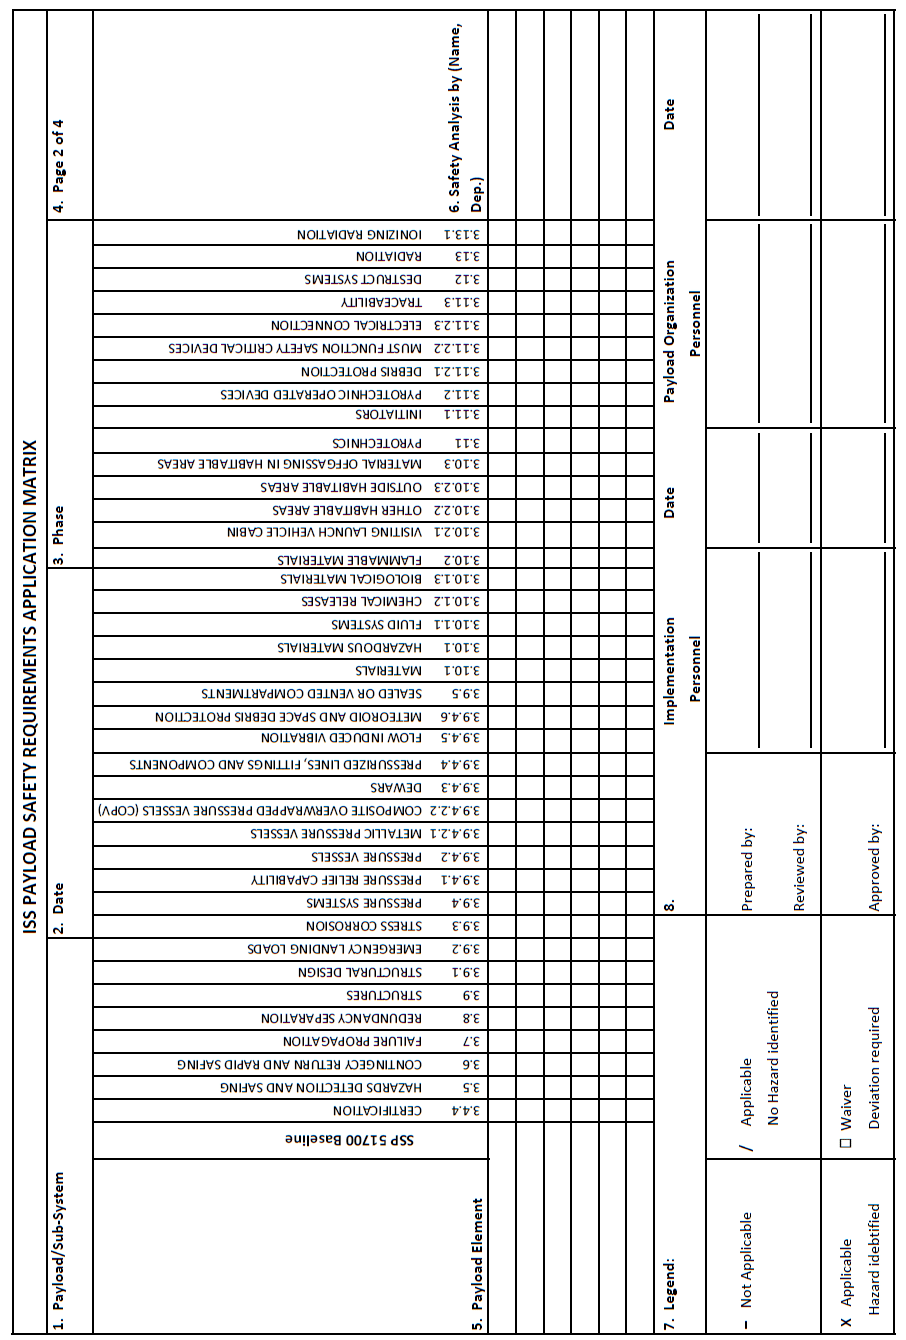 ISS PAYLOAD SAFETY REQUIREMENTS APPLICATION MATRIX
1. Payload/Sub-System
2. Date
3. Phase
4. Page 2 of 4
SSP 51700 Baseline
3.4.4 CERTIFICATION
3.5 HAZARDS DETECTION AND SAFING
3.6 CONTINGECY RETURN AND RAPID SAFING
3.7 FAILURE PROPAGATION
3.8 REDUNDANCY SEPARATION
3.9 STRUCTURES
3.9.1 STRUCTURAL DESIGN
3.9.2 EMERGENCY LANDING LOADS
3.9.3 STRESS CORROSION
3.9.4 PRESSURE SYSTEMS
3.9.4.1 PRESSURE RELIEF CAPABILITY
3.9.4.2 PRESSURE VESSELS
3.9.4.2.1 METALLIC PRESSURE VESSELS
3.9.4.2.2 COMPOSITE OVERWRAPPED PRESSURE VESSELS (COPV)
3.9.4.3 DEWARS
3.9.4.4 PRESSURIZED LINES, FITTINGS AND COMPONENTS
3.9.4.5 FLOW INDUCED VIBRATION
3.9.4.6 METEOROID AND SPACE DEBRIS PROTECTION
3.9.5 SEALED OR VENTED COMPARTMENTS
3.10.1 MATERIALS
3.10.1 HAZARDOUS MATERIALS
3.10.1.1 FLUID SYSTEMS
3.10.1.2 CHEMICAL RELEASES
3.10.1.3 BIOLOGICAL MATERIALS
3.10.2 FLAMMABLE MATERIALS
3.10.2.1 VISITING LAUNCH VEHICLE CABIN
3.10.2.2 OTHER HABITABLE AREAS
3.10.2.3 OUTSIDE HABITABLE AREAS
3.10.3 MATERIAL OFFGASSING IN HABITABLE AREAS
3.11 PYROTECHNICS
3.11.1 INITIATORS
3.11.2 PYROTECHNIC OPERATED DEVICES
3.11.2.1 DEBRIS PROTECTION
3.11.2.2 MUST FUNCTION SAFETY CRITICAL DEVICES
3.11.2.3 ELECTRICAL CONNECTION
3.11.3 TRACEABILITY
3.12 DESTRUCT SYSTEMS
3.13 RADIATION
3.13.1 IONIZING RADIATION
5. Payload Element
6. Safety Analysis by (Name,
Dep.)
7. Legend:
8.
Implementation
Personnel
Date
Payload Organization
Personnel
Date
– Not Applicable
/ Applicable
No Hazard identified
Prepared by:
Reviewed by:
X Applicable
Hazard idebtified
☐ Waiver
Deviation required
Approved by: